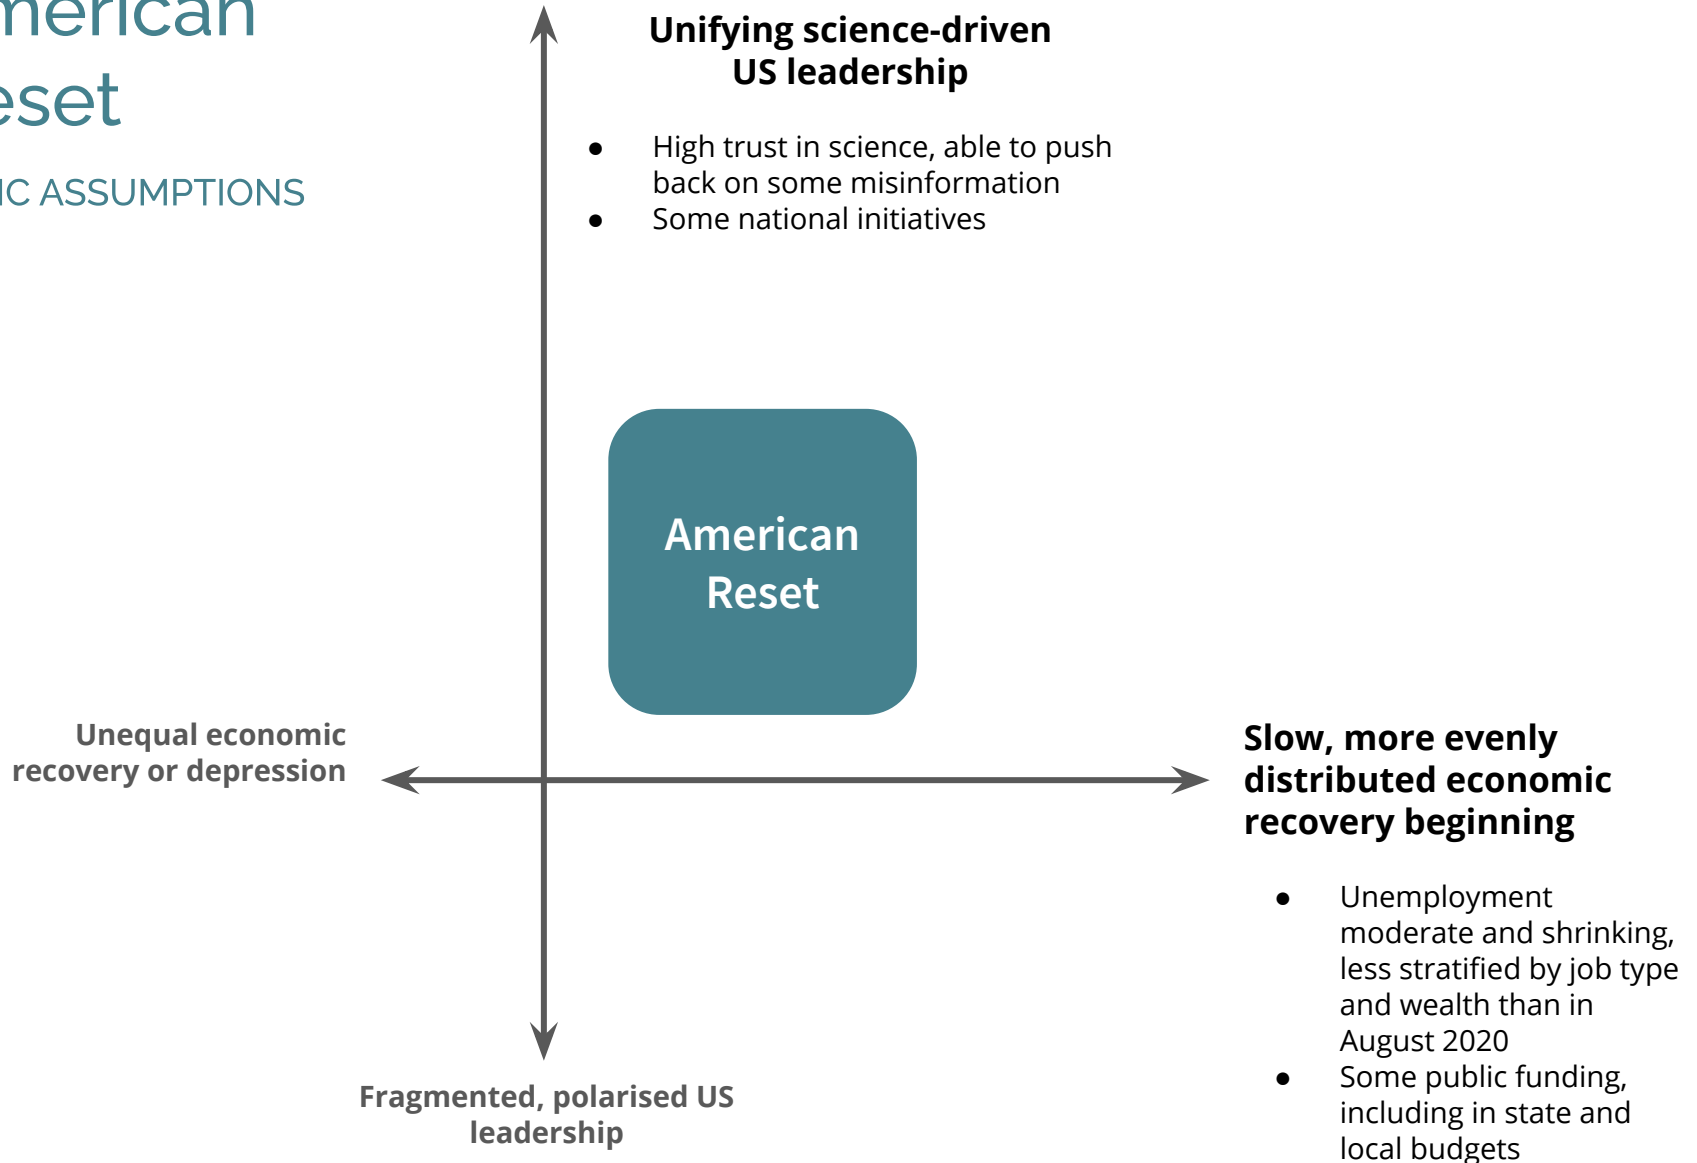 merican
eset
IC ASSUMPTIONS
Unifying science-driven
US leadership
● High trust in science, able to push
back on some misinformation
● Some national initiatives
American
Reset
Unequal economic
recovery or depression
Slow, more evenly
distributed economic
recovery beginning
● Unemployment
moderate and shrinking,
less stratified by job type
and wealth than in
August 2020
● Some public funding,
including in state and
local budgets
Fragmented, polarised US
leadership